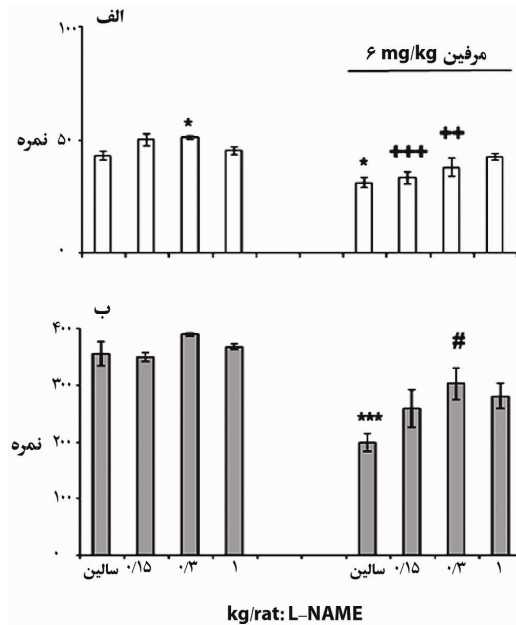 الف
۱۰۰
۶ mg/kg مرفین
نمره
۵۰
*
*
+++
++
۰
ب
۴۰۰
#
۳۰۰
***
نمره
۲۰۰
۱۰۰
۰
سالین ۰/۱۵ ۰/۳ ۱ سالین ۰/۱۵ ۰/۳ ۱
kg/rat: L-NAME